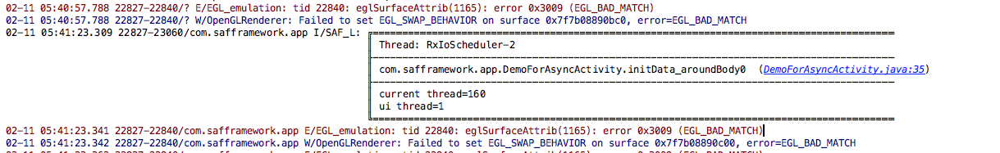 02-11 05:40:57.788 22827-22840/? E/EGL_emulation: tid 22840: eglSurfaceAttrib(1165): error 0x3009 (EGL_BAD_MATCH)
02-11 05:40:57.788 22827-22840/? W/OpenGLRenderer: Failed to set EGL_SWAP_BEHAVIOR on surface 0x7f7b08890bc0, error=EGL_BAD_MATCH
02-11 05:41:23.309 22827-23060/com.safframework.app I/SAF_L:
Thread: RxIoScheduler-2
com.safframework.app.DemoForAsyncActivity.initData_aroundBody0 (DemoForAsyncActivity.java:35)
current thread=160
ui thread=1
02-11 05:41:23.341 22827-22840/com.safframework.app E/EGL_emulation: tid 22840: eglSurfaceAttrib(1165): error 0x3009 (EGL_BAD_MATCH)
02-11 05:41:23.342 22827-22840/com.safframework.app W/OpenGLRenderer: Failed to set EGL_SWAP_BEHAVIOR on surface 0x7f7b08890c00, error=EGL_BAD_MATCH